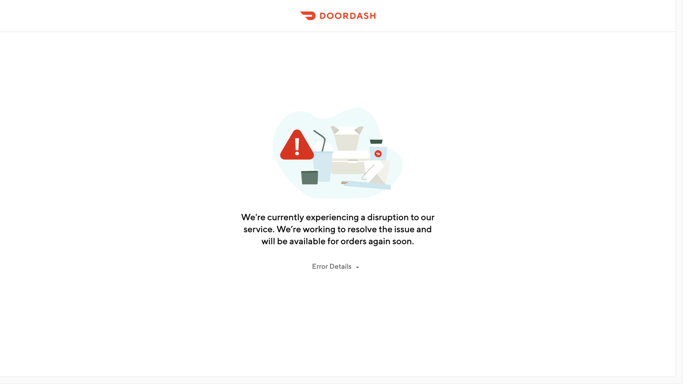 DOORDASH
We're currently experiencing a disruption to our
service. We're working to resolve the issue and
will be available for orders again soon.
Error Details